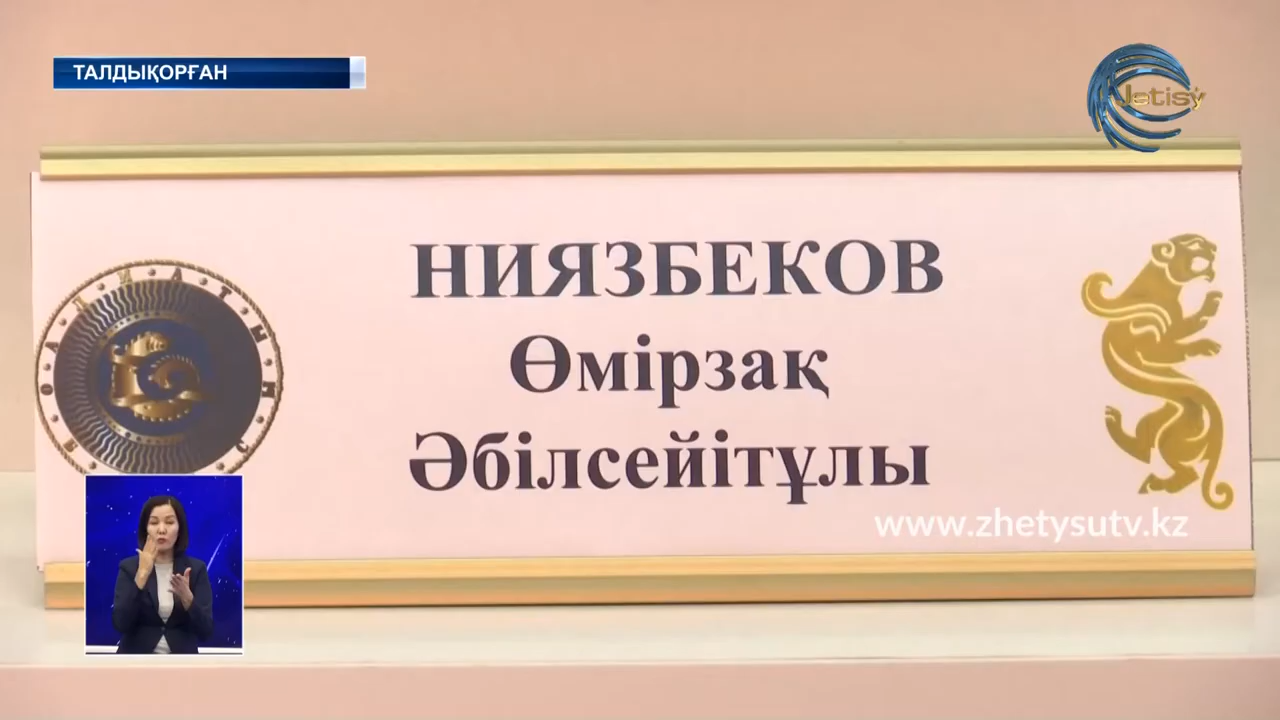 ТАЛДЫҚОРҒАН
Jetisý
НИЯЗБЕКОВ
Өмірзақ
Әбілсейітұлы
www.zhetysutv.kz